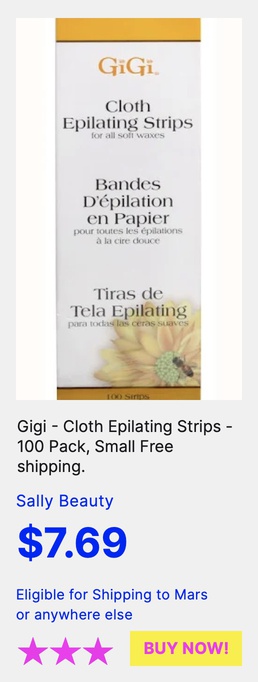 GiGi
Cloth
Epilating Strips
for all soft waxes
Bandes
D'épilation
en Papier
pour toutes les épilations
à la cire douce
Tiras de
Tela Epilating
para todas las ceras suaves
100 Strips
Gigi - Cloth Epilating Strips -
100 Pack, Small Free
shipping.
Sally Beauty
$7.69
Eligible for Shipping to Mars
or anywhere else
BUY NOW!